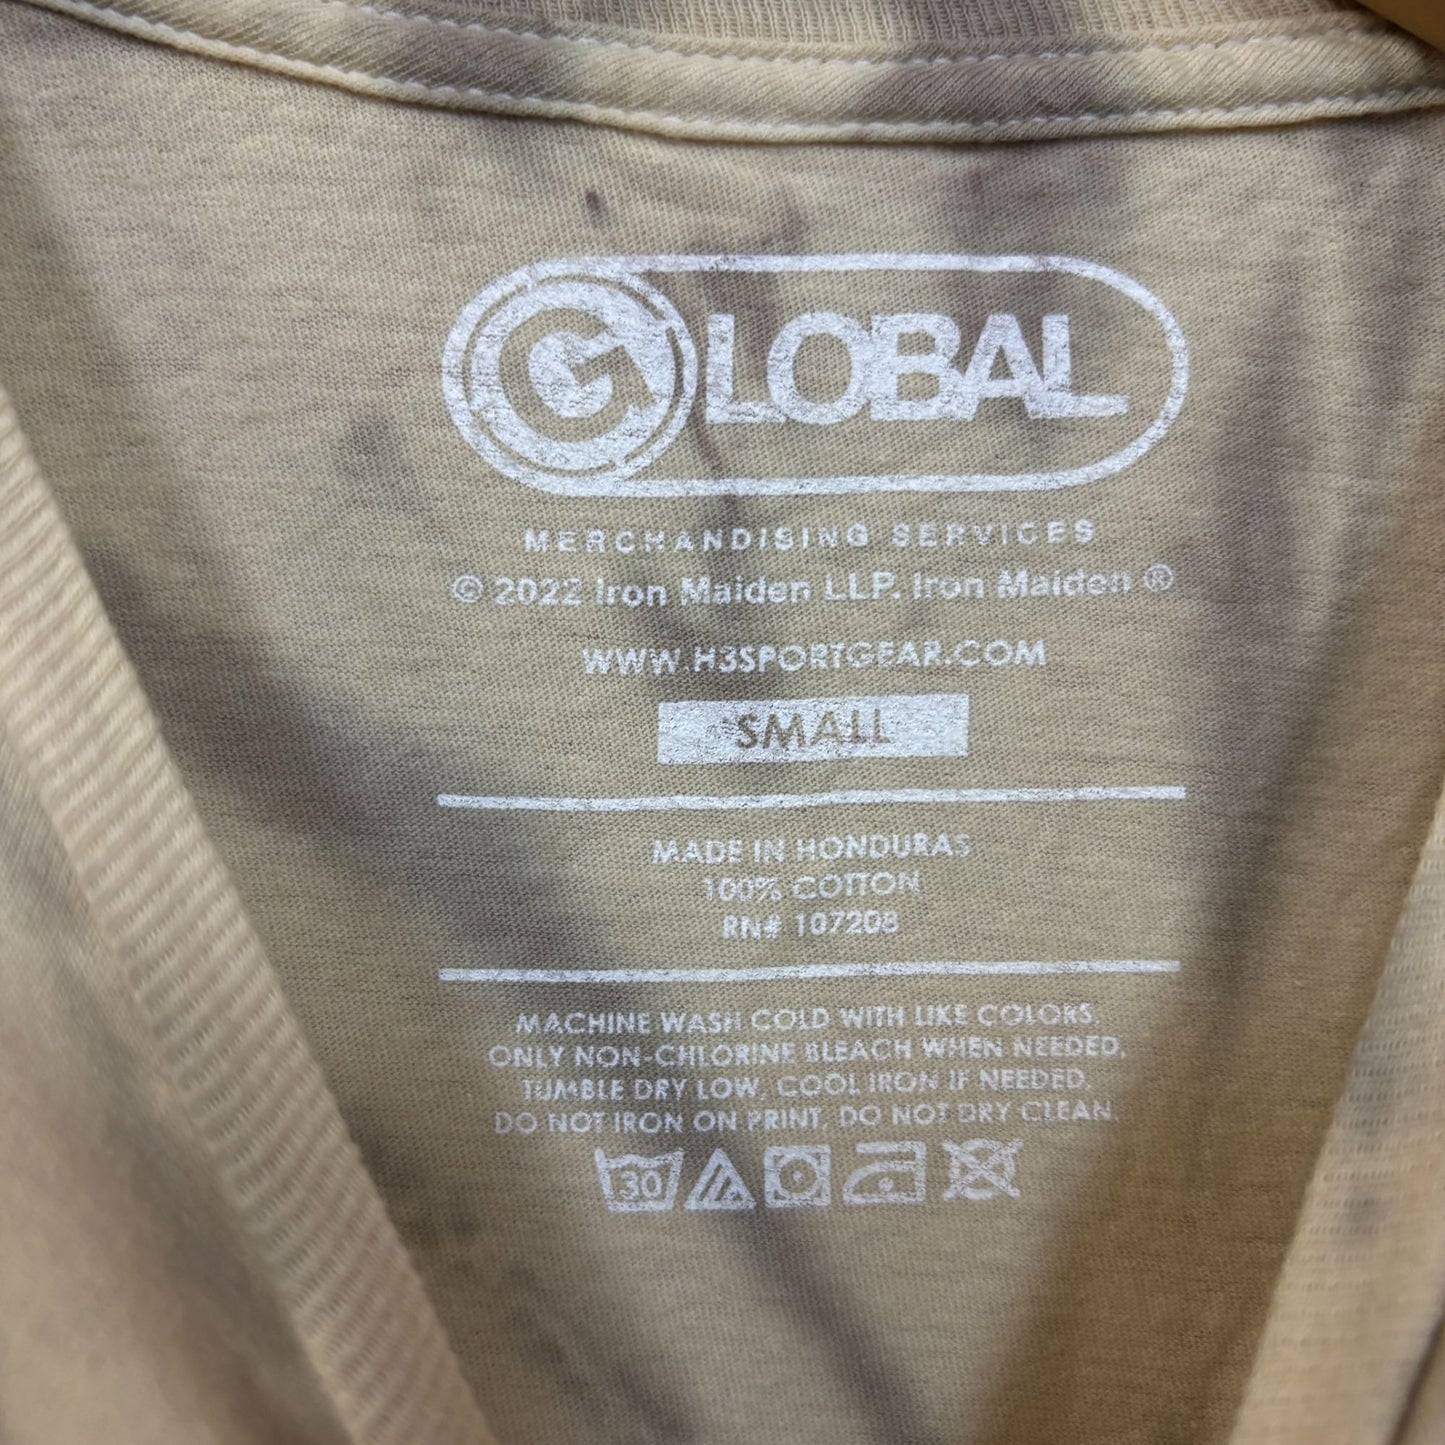 GLOBAL
MERCHANDISING SERVICES
© 2022 Iron Maiden LLP. Iron Maiden ®
WWW.H3SPORTGEAR.COM
SMALL
MADE IN HONDURAS
100% COTTON
RN# 107208
MACHINE WASH COLD WITH LIKE COLORS.
ONLY NON-CHLORINE BLEACH WHEN NEEDED,
TUMBLE DRY LOW, COOL IRON IF NEEDED,
DO NOT IRON ON PRINT, DO NOT DRY CLEAN.
30